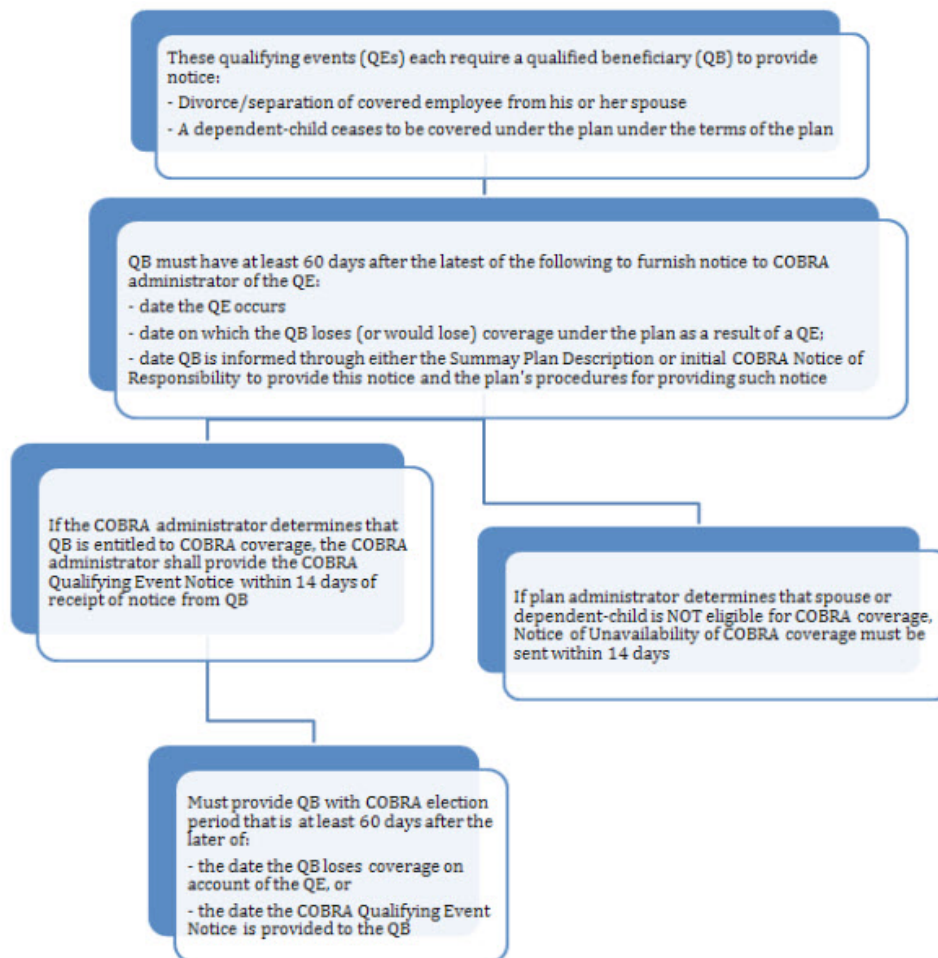 These qualifying events (QEs) each require a qualified beneficiary (QB) to provide
notice:
- Divorce/separation of covered employee from his or her spouse
- A dependent-child ceases to be covered under the plan under the terms of the plan
QB must have at least 60 days after the latest of the following to furnish notice to COBRA
administrator of the QE:
- date the QE occurs
- date on which the QB loses (or would lose) coverage under the plan as a result of a QE;
- date QB is informed through either the Summay Plan Description or initial COBRA Notice of
Responsibility to provide this notice and the plan's procedures for providing such notice
If the COBRA administrator determines that
QB is entitled to COBRA coverage, the COBRA
administrator shall provide the COBRA
Qualifying Event Notice within 14 days of
receipt of notice from QB
If plan administrator determines that spouse or
dependent-child is NOT eligible for COBRA coverage,
Notice of Unavailability of COBRA coverage must be
sent within 14 days
Must provide QB with COBRA election
period that is at least 60 days after the
later of:
- the date the QB loses coverage on
account of the QE, or
- the date the COBRA Qualifying Event
Notice is provided to the QB